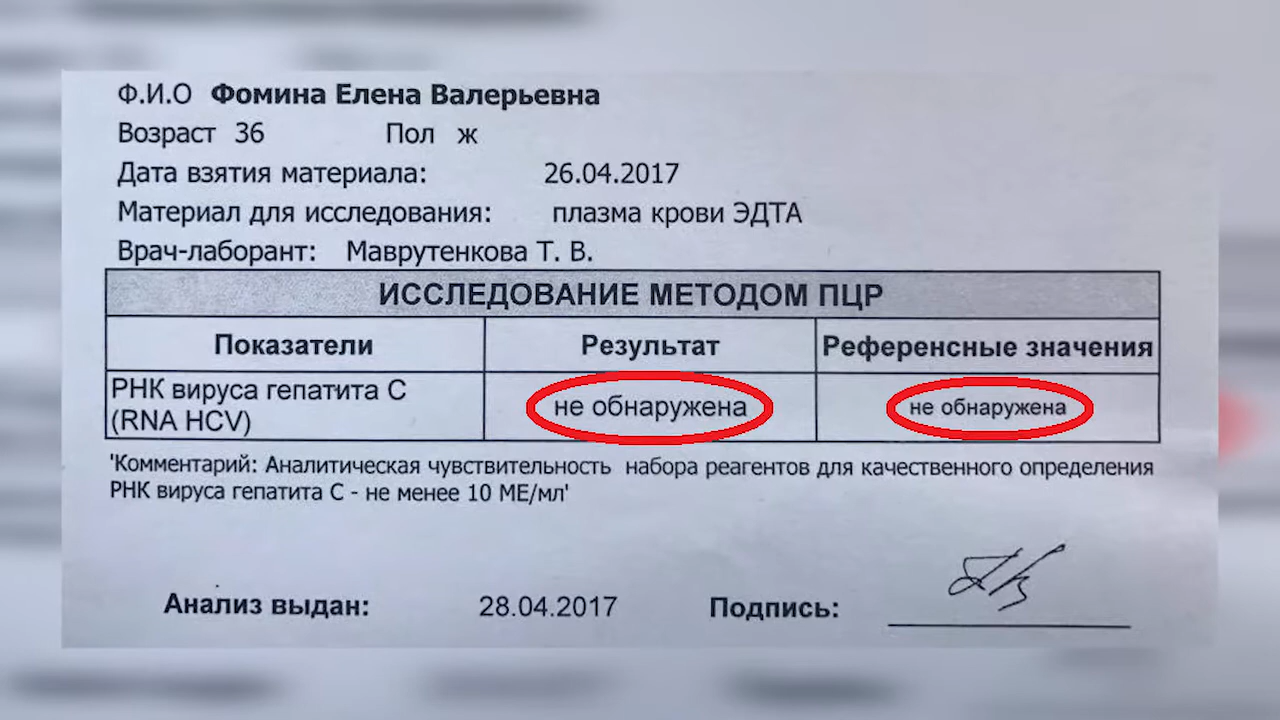 Ф.И.О Фомина Елена Валерьевна
Возраст 36 Пол ж
Дата взятия материала: 26.04.2017
Материал для исследования: плазма крови ЭДТА
Врач-лаборант: Маврутенкова Т. В.
ИССЛЕДОВАНИЕ МЕТОДОМ ПЦР
Показатели Результат Референсные значения
РНК вируса гепатита С
(RNA HCV) не обнаружена не обнаружена
'Комментарий: Аналитическая чувствительность набора реагентов для качественного определения
РНК вируса гепатита С - не менее 10 МЕ/мл'
Анализ выдан: 28.04.2017 Подпись: